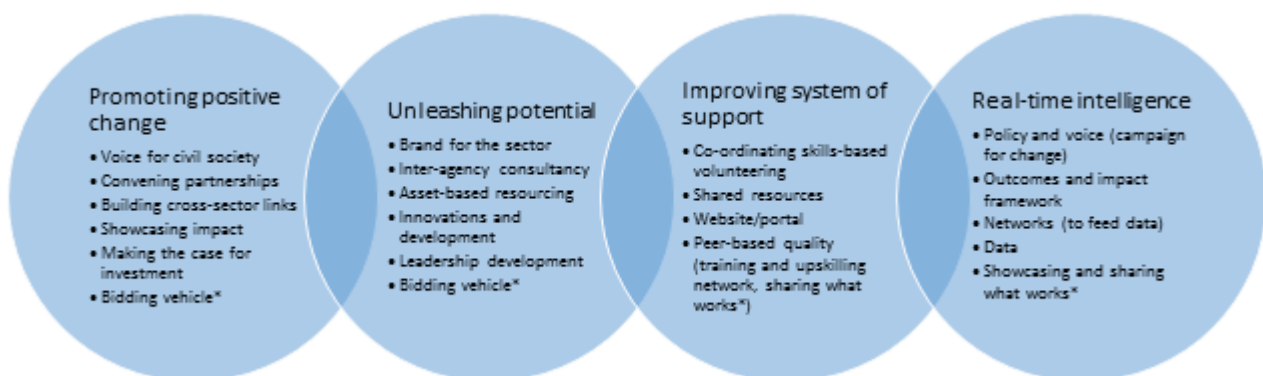 Promoting positive
change
• Voice for civil society
• Convening partnerships
• Building cross-sector links
• Showcasing impact
• Making the case for
investment
• Bidding vehicle*
Unleashing potential
• Brand for the sector
• Inter-agency consultancy
• Asset-based resourcing
• Innovations and
development
• Leadership development
• Bidding vehicle*
Improving system of
support
• Co-ordinating skills-based
volunteering
• Shared resources
• Website/portal
• Peer-based quality
(training and upskilling
network, sharing what
works*)
Real-time intelligence
• Policy and voice (campaign
for change)
• Outcomes and impact
framework
• Networks (to feed data)
• Data
• Showcasing and sharing
what works*